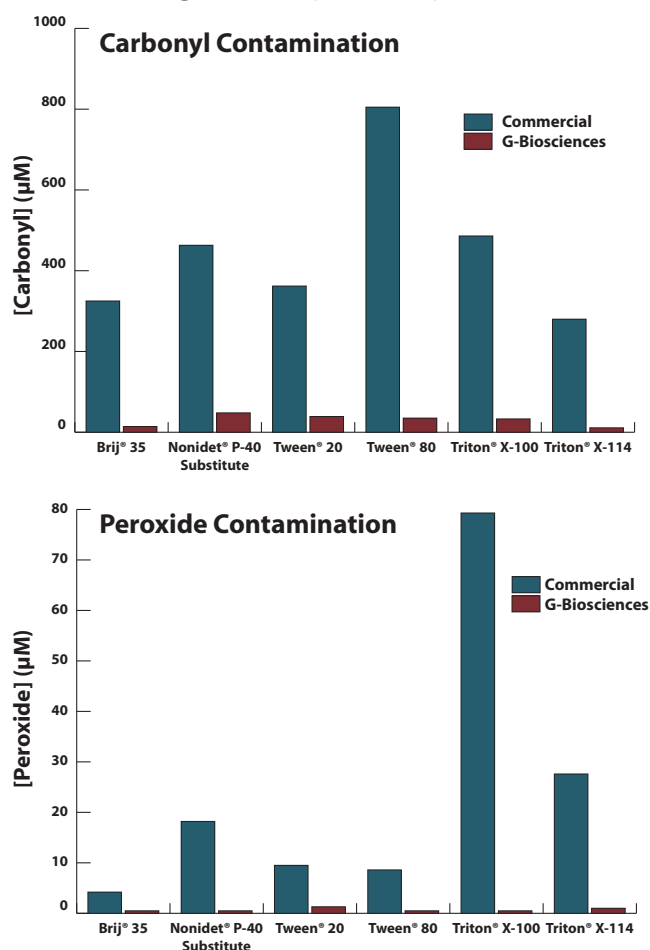 1000
Carbonyl Contamination
800
Commercial
G-Biosciences
600
[Carbonyl] (µM)
400
200
0
Brij® 35 Nonidet® P-40 Substitute Tween® 20 Tween® 80 Triton® X-100 Triton® X-114
80
Peroxide Contamination
70
Commercial
G-Biosciences
60
50
[Peroxide] (µM)
40
30
20
10
0
Brij® 35 Nonidet® P-40 Substitute Tween® 20 Tween® 80 Triton® X-100 Triton® X-114